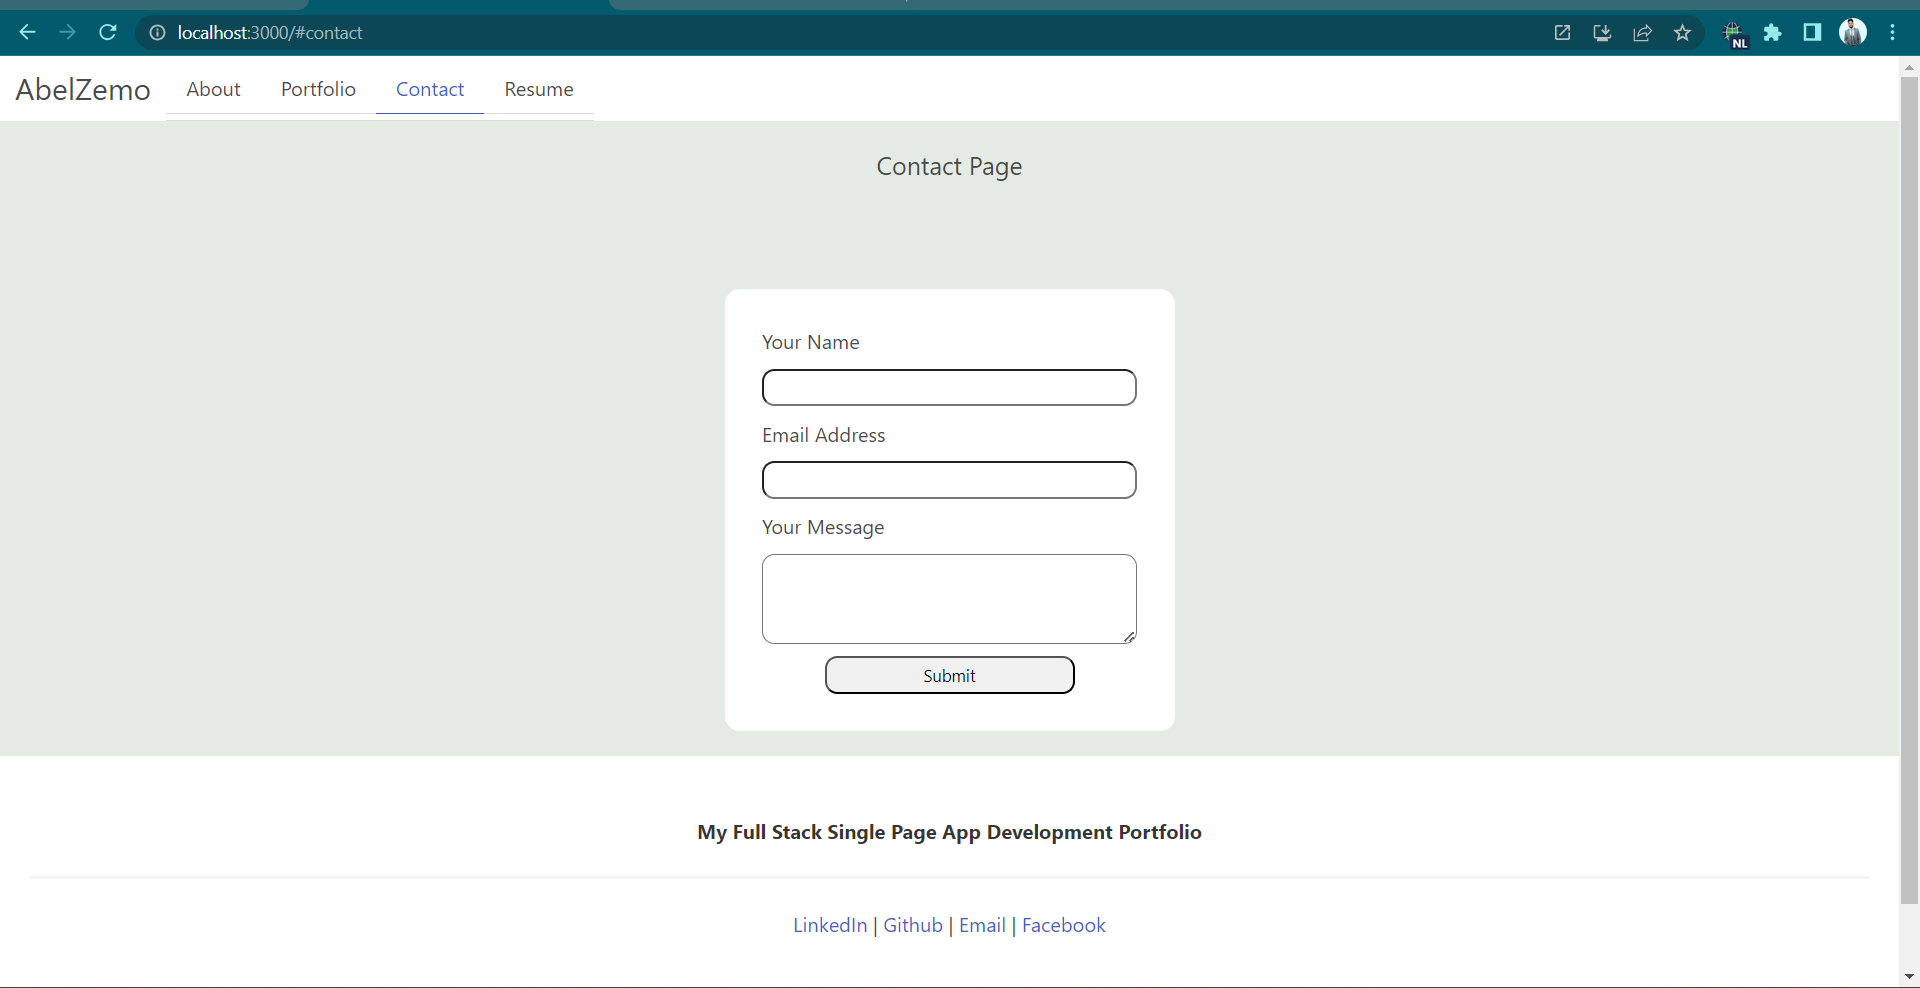 localhost:3000/#contact
NL
AbelZemo About Portfolio Contact Resume
Contact Page
Your Name
Email Address
Your Message
Submit
My Full Stack Single Page App Development Portfolio
LinkedIn | Github | Email | Facebook